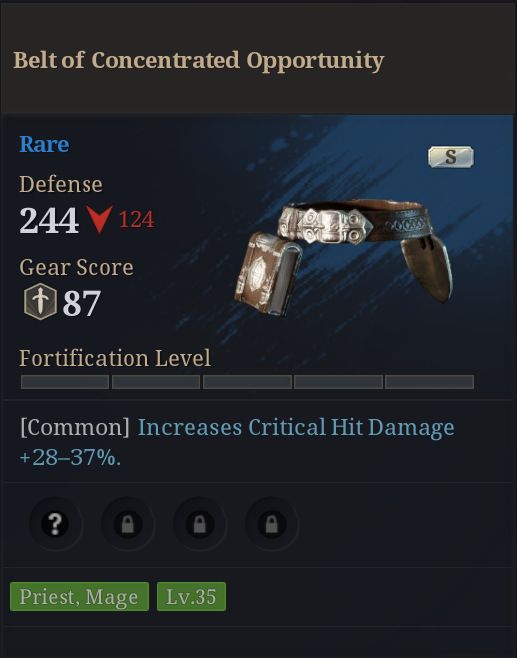 Belt of Concentrated Opportunity
Rare
S
Defense
244 124
Gear Score
87
Fortification Level
[Common] Increases Critical Hit Damage
+28–37%.
?
Priest, Mage Lv.35